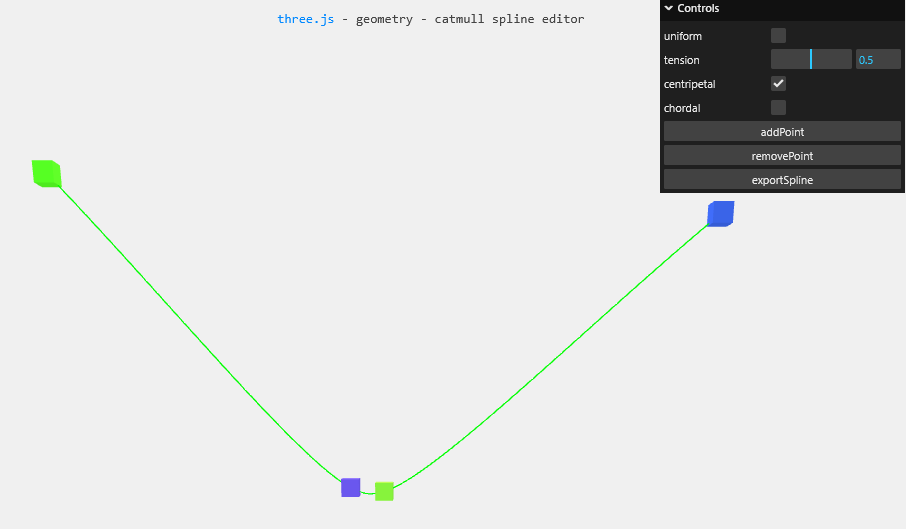 three.js - geometry - catmull spline editor
Controls
uniform
tension 0.5
centripetal
chordal
addPoint
removePoint
exportSpline